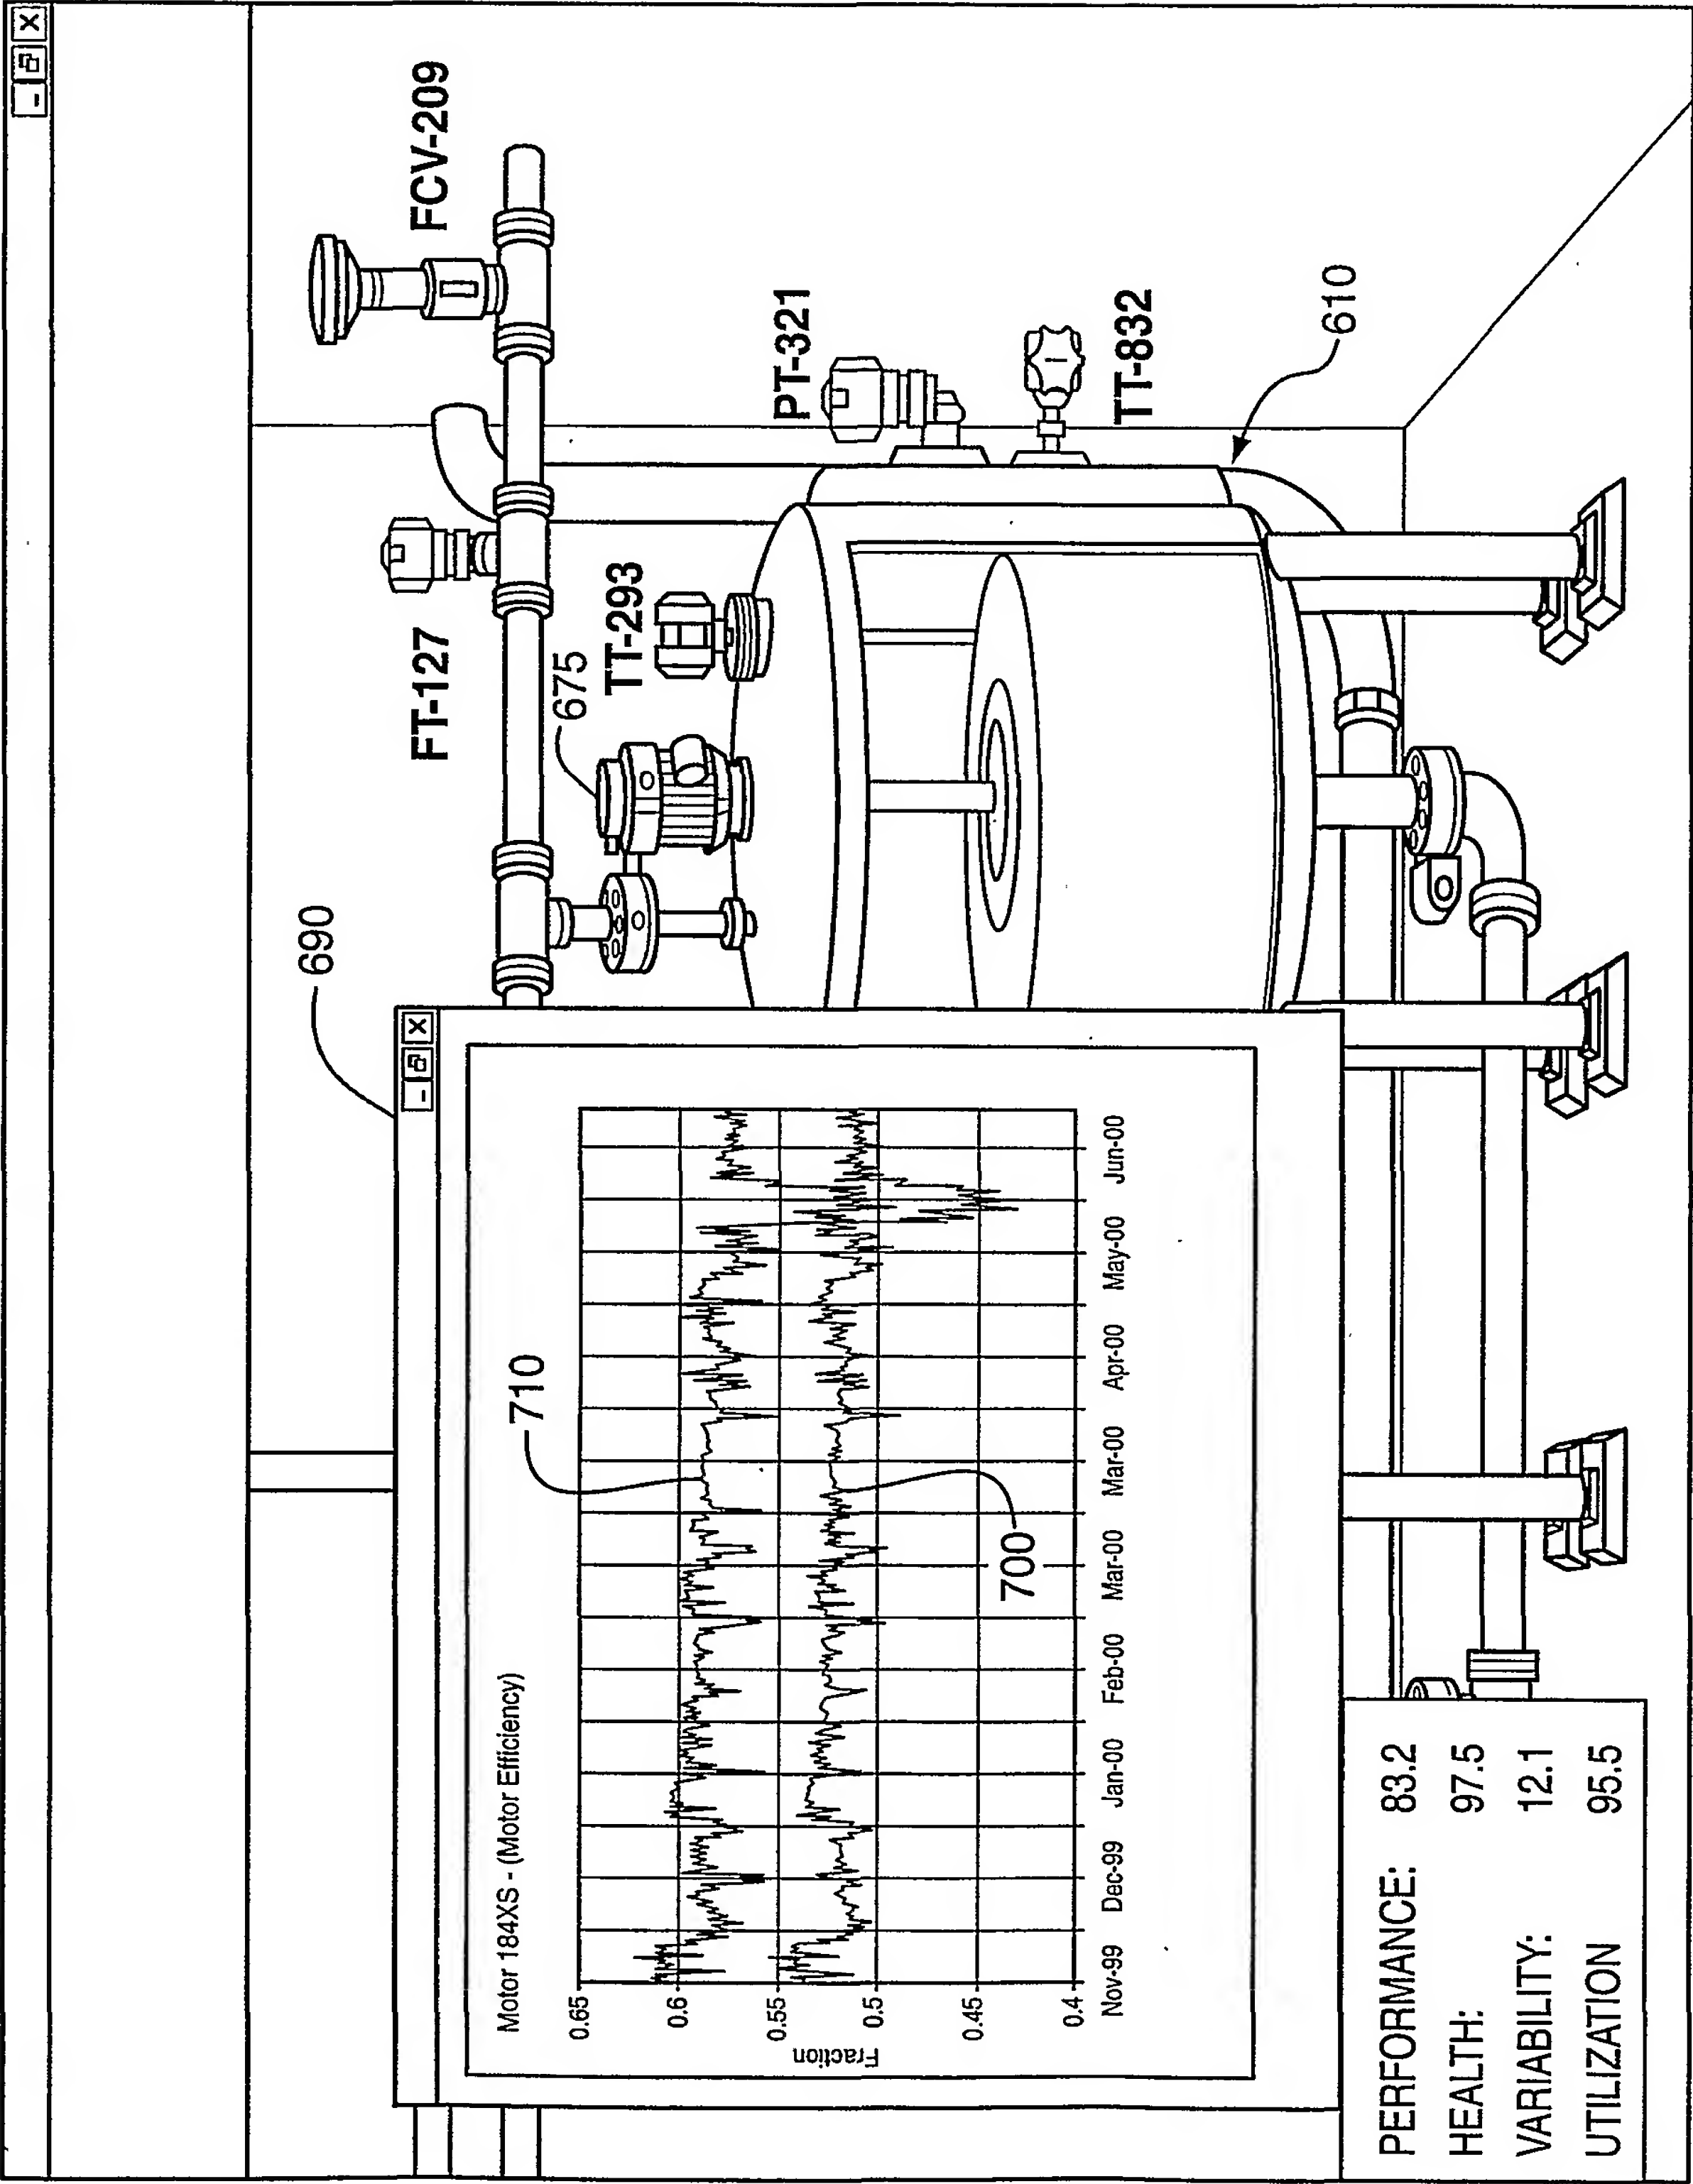 FCV-209
690
FT-127
TT-293
675
PT-321
TT-832
610
Motor 184XS - (Motor Efficiency)
710
700
Fraction
0.65
0.6
0.55
0.5
0.45
0.4
Nov-99 Dec-99 Jan-00 Feb-00 Mar-00 Mar-00 Apr-00 May-00 Jun-00
PERFORMANCE: 83.2
HEALTH: 97.5
VARIABILITY: 12.1
UTILIZATION 95.5